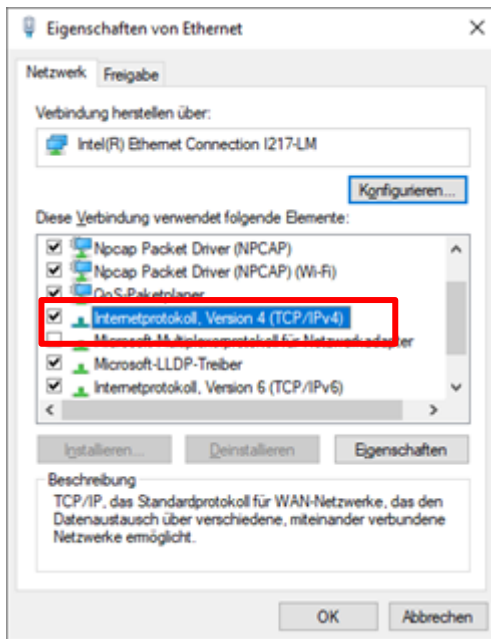 Eigenschaften von Ethernet
Netzwerk Freigabe
Verbindung herstellen über:
Intel(R) Ethernet Connection I217-LM
Konfigurieren...
Diese Verbindung verwendet folgende Elemente:
Npcap Packet Driver (NPCAP)
Npcap Packet Driver (NPCAP) (Wi-Fi)
QoS-Paketplaner
Internetprotokoll, Version 4 (TCP/IPv4)
Microsoft-Multiplexorprotokoll für Netzwerkadapter
Microsoft-LLDP-Treiber
Internetprotokoll, Version 6 (TCP/IPv6)
Installieren... Deinstallieren Eigenschaften
Beschreibung
TCP/IP, das Standardprotokoll für WAN-Netzwerke, das den
Datenaustausch über verschiedene, miteinander verbundene
Netzwerke ermöglicht.
OK Abbrechen